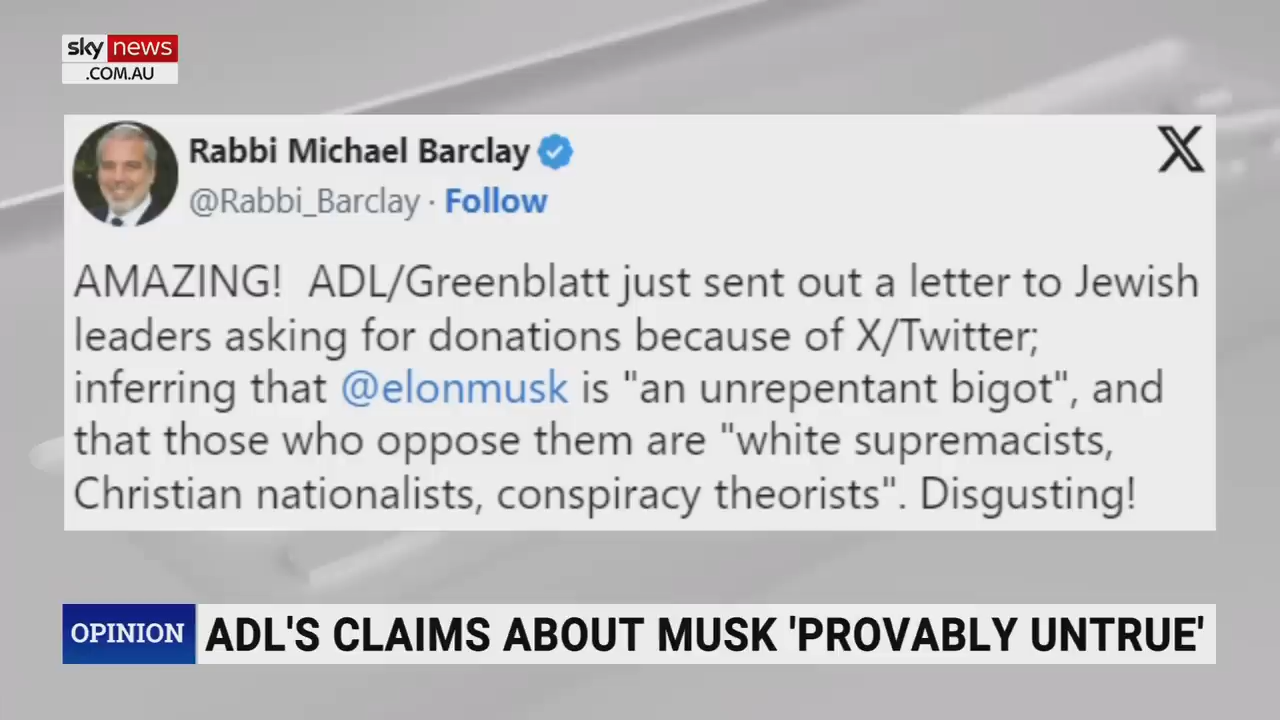 sky news
.COM.AU
Rabbi Michael Barclay
@Rabbi_Barclay · Follow
AMAZING!  ADL/Greenblatt just sent out a letter to Jewish
leaders asking for donations because of X/Twitter;
inferring that @elonmusk is "an unrepentant bigot", and
that those who oppose them are "white supremacists,
Christian nationalists, conspiracy theorists". Disgusting!
OPINION ADL'S CLAIMS ABOUT MUSK 'PROVABLY UNTRUE'